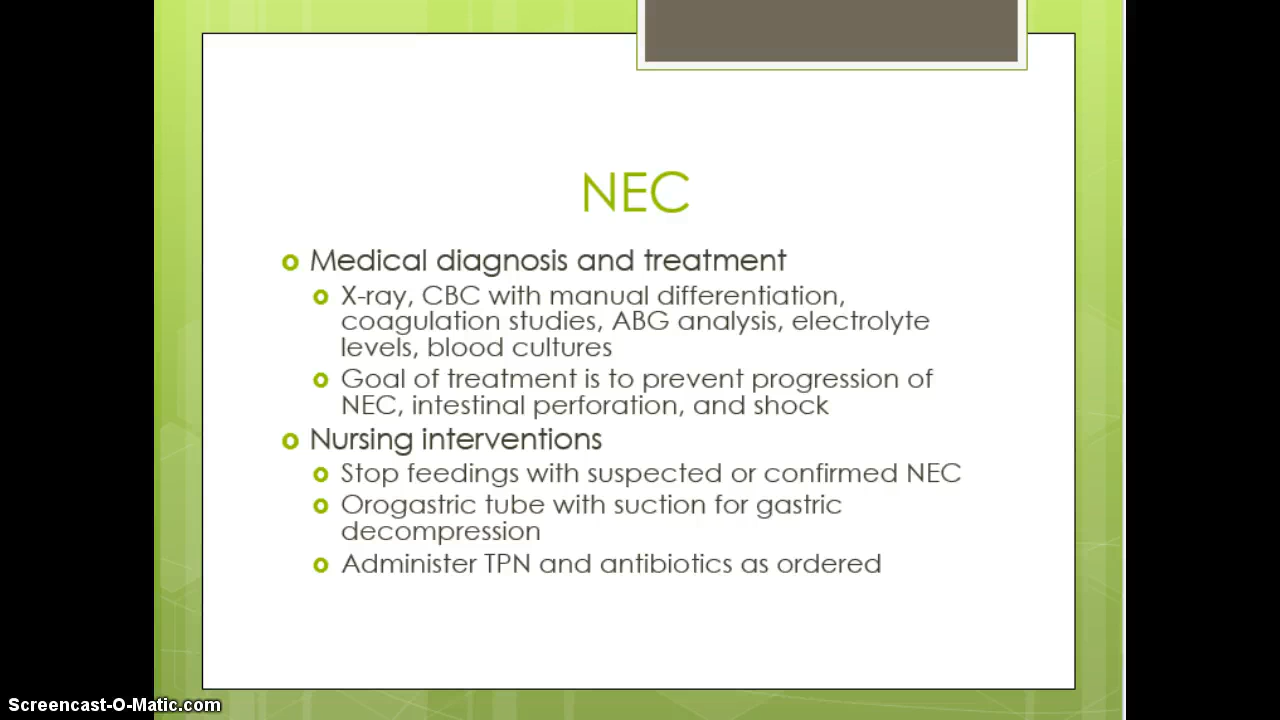 NEC
Medical diagnosis and treatment
X-ray, CBC with manual differentiation,
coagulation studies, ABG analysis, electrolyte
levels, blood cultures
Goal of treatment is to prevent progression of
NEC, intestinal perforation, and shock
Nursing interventions
Stop feedings with suspected or confirmed NEC
Orogastric tube with suction for gastric
decompression
Administer TPN and antibiotics as ordered
Screencast-O-Matic.com